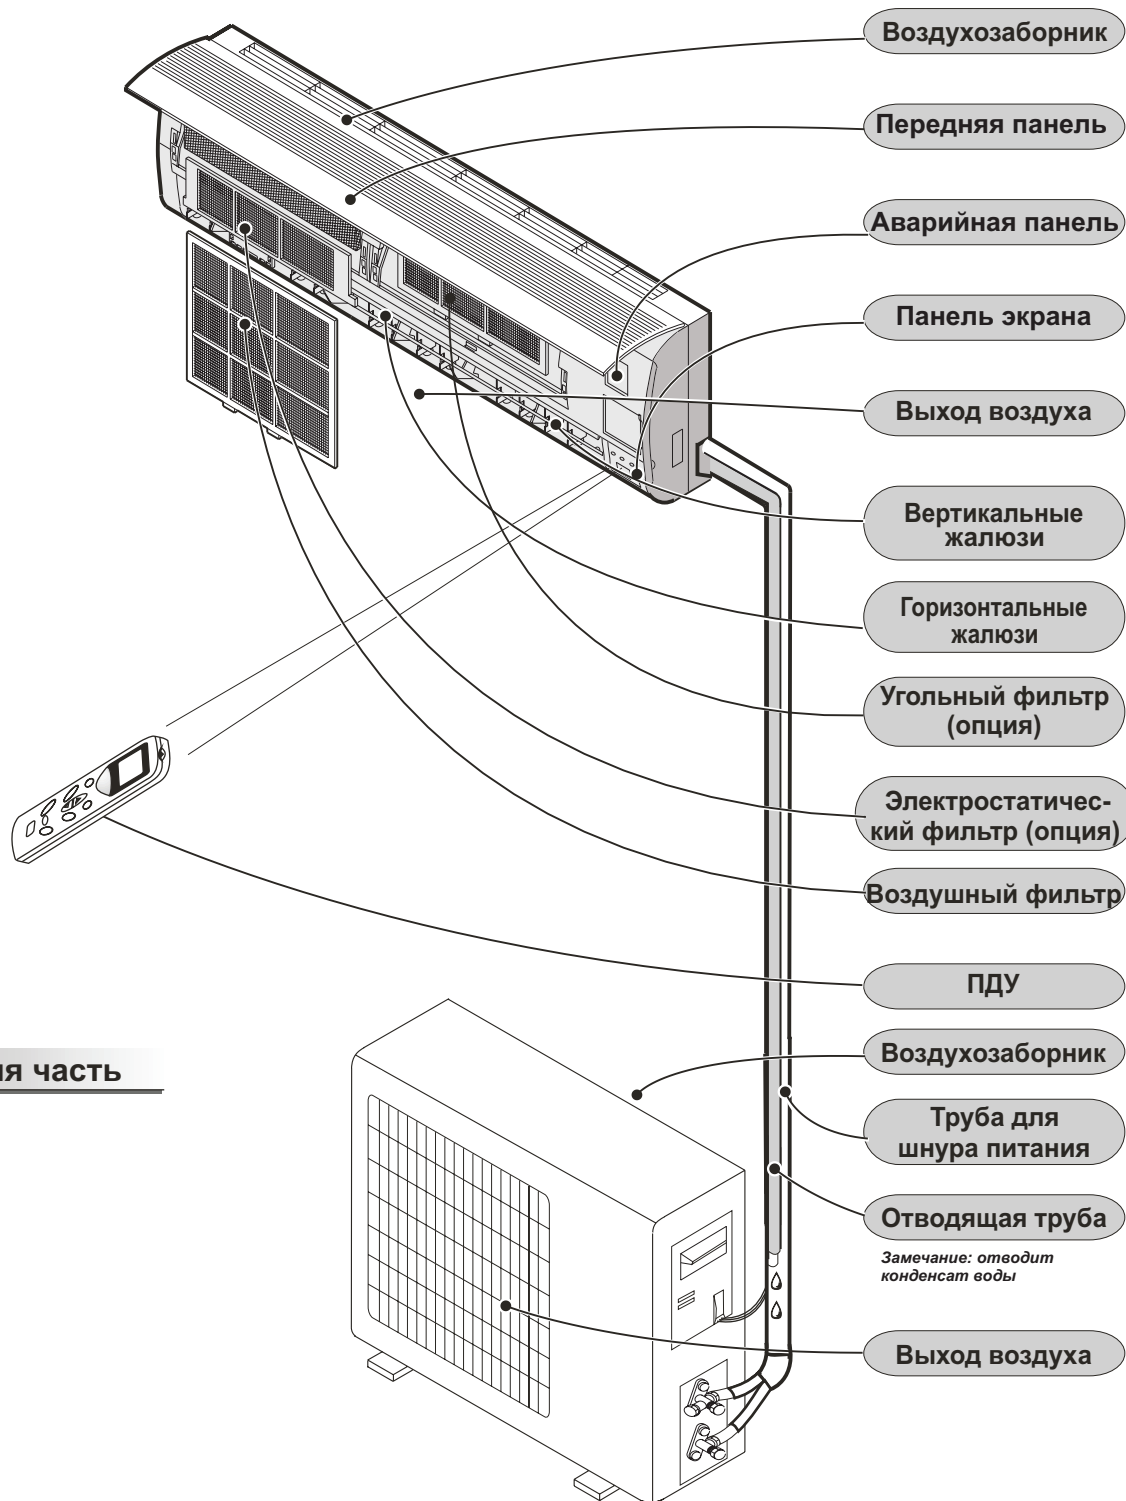 Воздухозаборник
Передняя панель
Аварийная панель
Панель экрана
Выход воздуха
Вертикальные
жалюзи
Горизонтальные
жалюзи
Угольный фильтр
(опция)
Электростатичес-
кий фильтр (опция)
Воздушный фильтр
ПДУ
Воздухозаборник
часть
Труба для
шнура питания
Отводящая труба
Замечание: отводит
конденсат воды
Выход воздуха